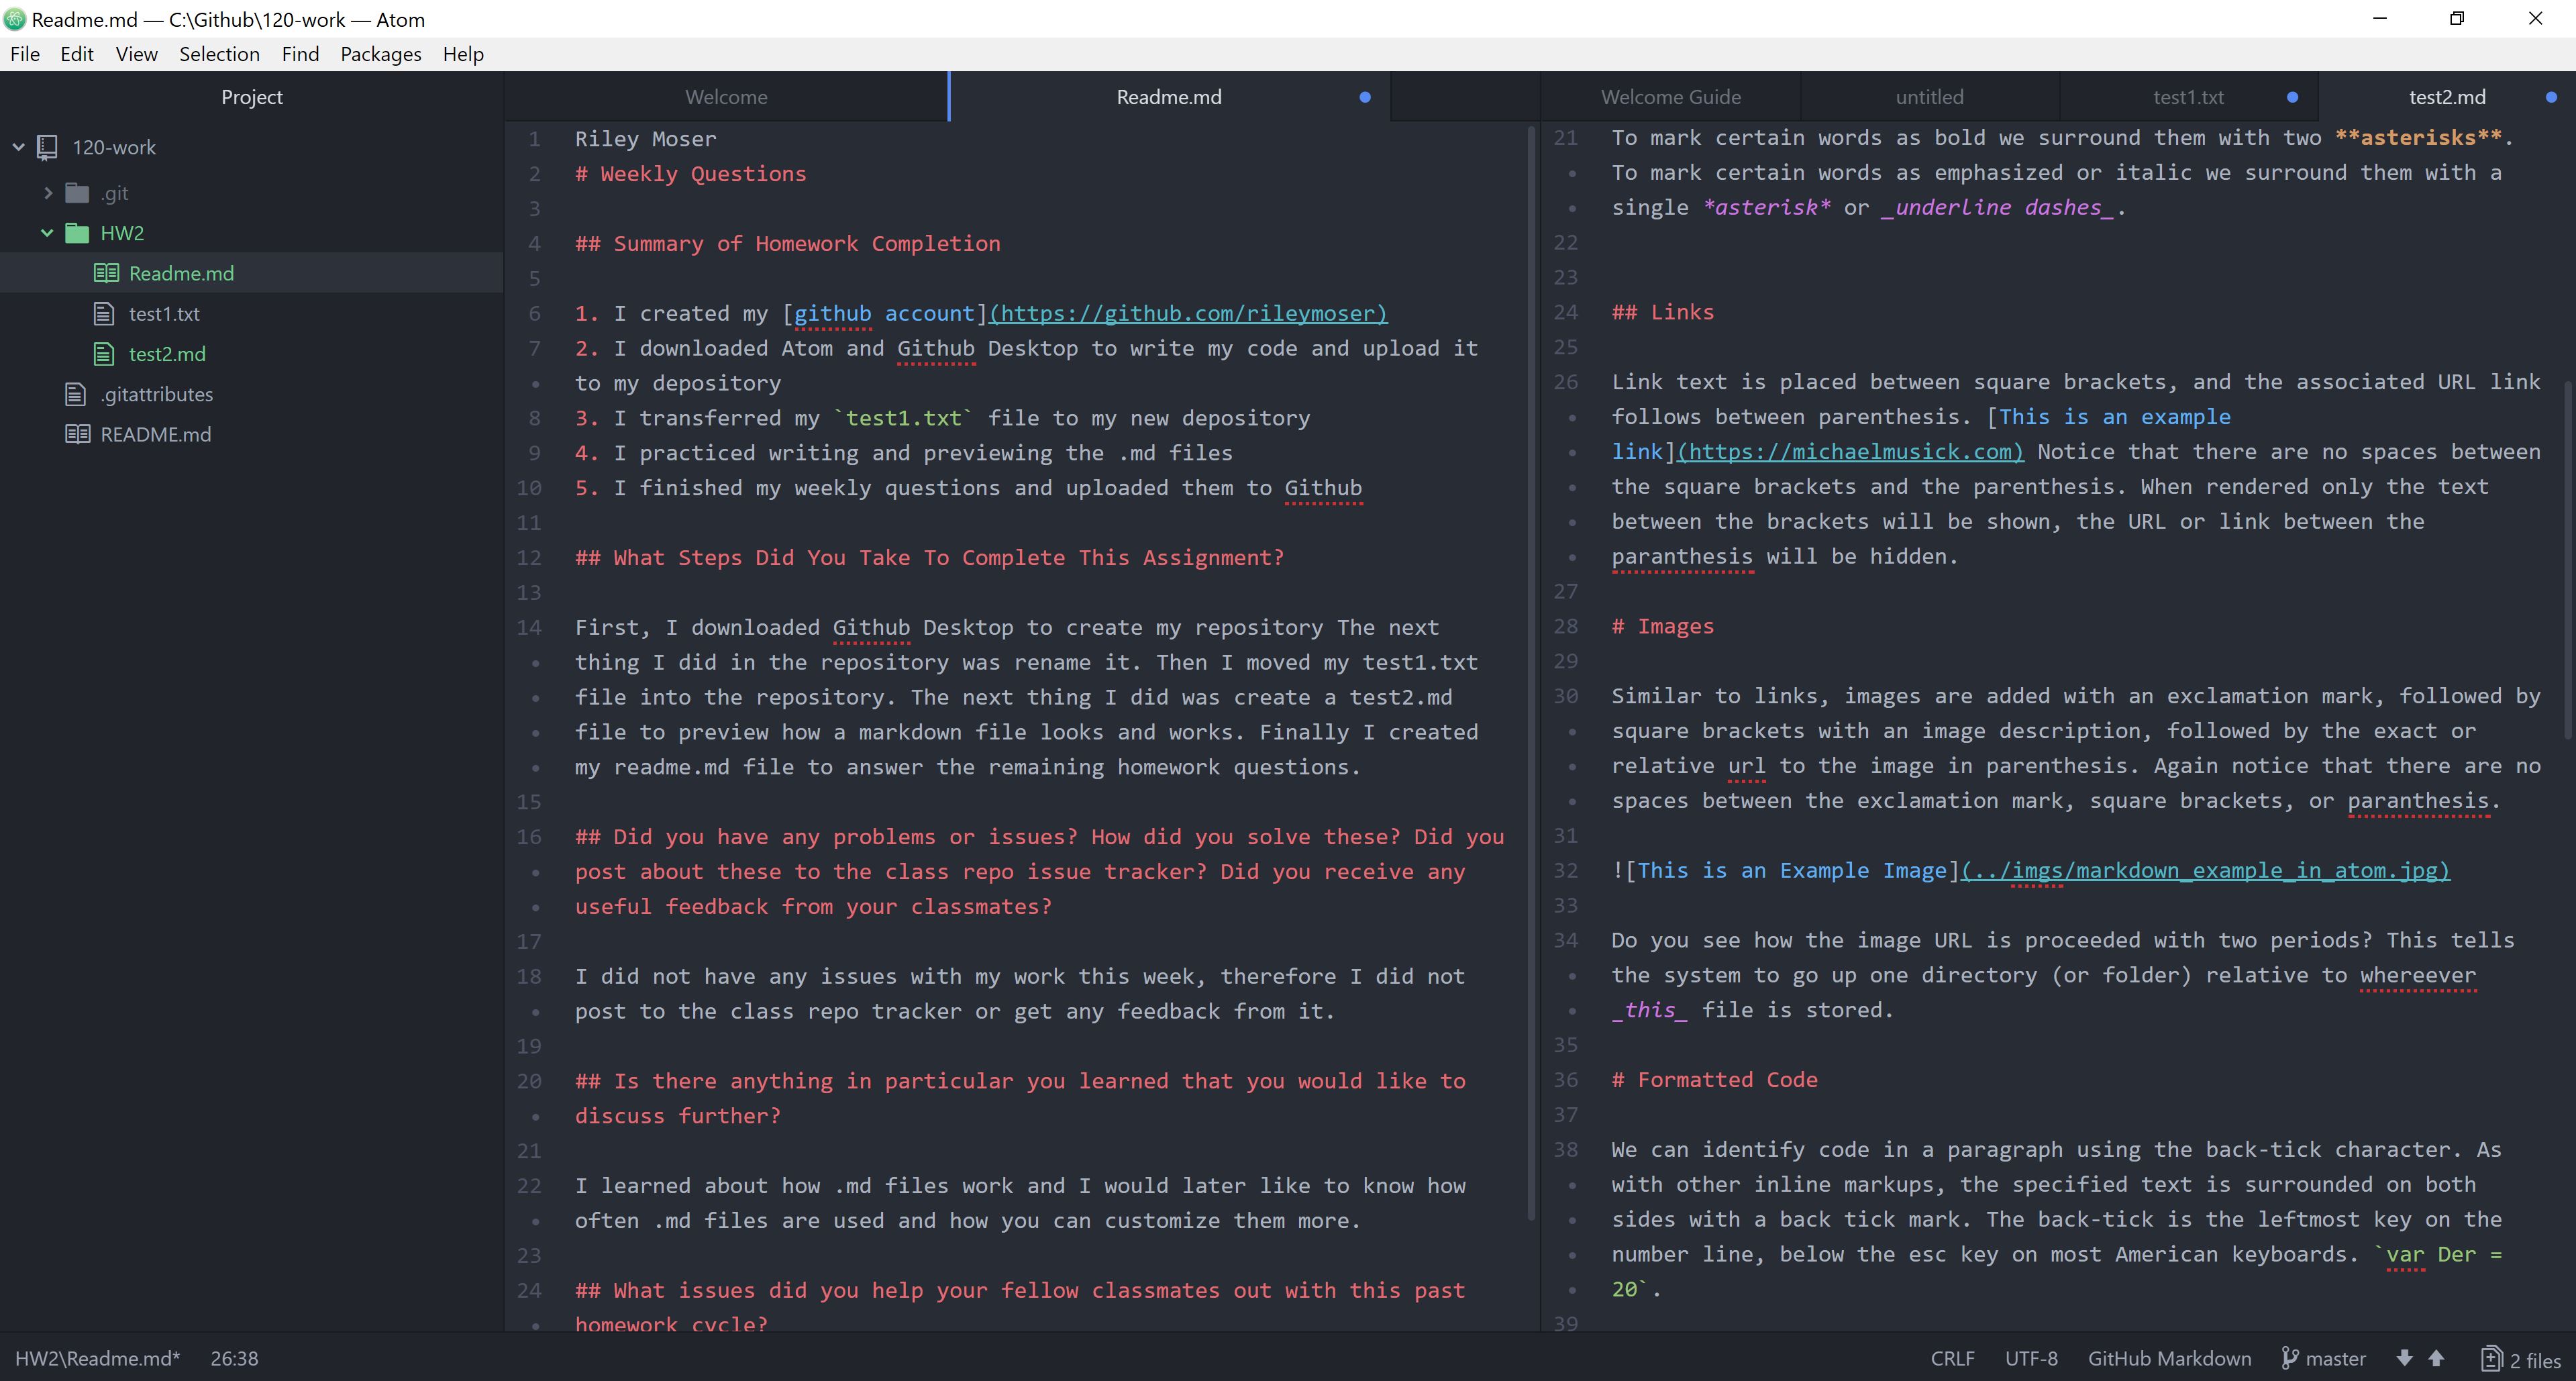 Readme.md — C:\Github\120-work — Atom
File Edit View Selection Find Packages Help
Project
120-work
.git
HW2
Readme.md
test1.txt
test2.md
.gitattributes
README.md
Welcome
Readme.md
1 Riley Moser
2 # Weekly Questions
3
4 ## Summary of Homework Completion
5
6 1. I created my [github account](https://github.com/rileymoser)
7 2. I downloaded Atom and Github Desktop to write my code and upload it
• to my depository
8 3. I transferred my `test1.txt` file to my new depository
9 4. I practiced writing and previewing the .md files
10 5. I finished my weekly questions and uploaded them to Github
11
12 ## What Steps Did You Take To Complete This Assignment?
13
14 First, I downloaded Github Desktop to create my repository The next
• thing I did in the repository was rename it. Then I moved my test1.txt
• file into the repository. The next thing I did was create a test2.md
• file to preview how a markdown file looks and works. Finally I created
• my readme.md file to answer the remaining homework questions.
15
16 ## Did you have any problems or issues? How did you solve these? Did you
• post about these to the class repo issue tracker? Did you receive any
• useful feedback from your classmates?
17
18 I did not have any issues with my work this week, therefore I did not
• post to the class repo tracker or get any feedback from it.
19
20 ## Is there anything in particular you learned that you would like to
• discuss further?
21
22 I learned about how .md files work and I would later like to know how
• often .md files are used and how you can customize them more.
23
24 ## What issues did you help your fellow classmates out with this past
• homework cycle?
Welcome Guide
untitled
test1.txt
test2.md
21 To mark certain words as bold we surround them with two **asterisks**.
• To mark certain words as emphasized or italic we surround them with a
• single *asterisk* or _underline dashes_.
22
23
24 ## Links
25
26 Link text is placed between square brackets, and the associated URL link
• follows between parenthesis. [This is an example
• link](https://michaelmusick.com) Notice that there are no spaces between
• the square brackets and the parenthesis. When rendered only the text
• between the brackets will be shown, the URL or link between the
• paranthesis will be hidden.
27
28 # Images
29
30 Similar to links, images are added with an exclamation mark, followed by
• square brackets with an image description, followed by the exact or
• relative url to the image in parenthesis. Again notice that there are no
• spaces between the exclamation mark, square brackets, or paranthesis.
31
32 ![This is an Example Image](../imgs/markdown_example_in_atom.jpg)
33
34 Do you see how the image URL is proceeded with two periods? This tells
• the system to go up one directory (or folder) relative to whereever
• _this_ file is stored.
35
36 # Formatted Code
37
38 We can identify code in a paragraph using the back-tick character. As
• with other inline markups, the specified text is surrounded on both
• sides with a back tick mark. The back-tick is the leftmost key on the
• number line, below the esc key on most American keyboards. `var Der =
• 20`.
39
HW2\Readme.md* 26:38
CRLF UTF-8 GitHub Markdown master 2 files